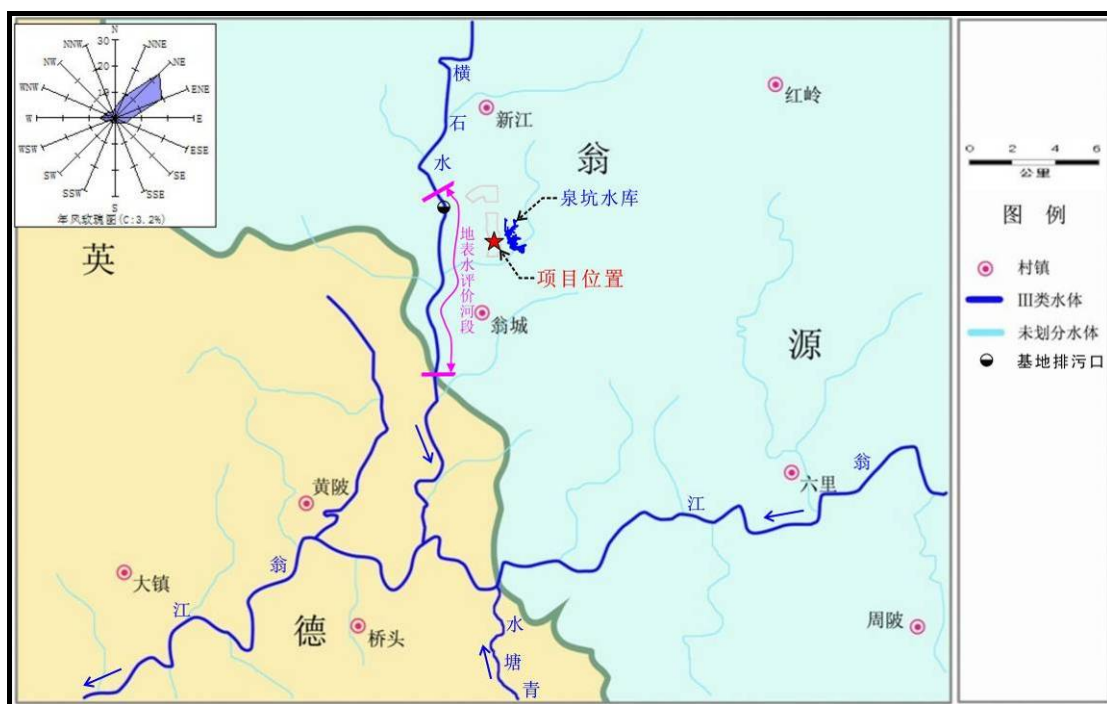 N
NNE
NE
ENE
E
ESE
SE
SSE
S
SSW
SW
WSW
W
WNW
NW
NNW
30
20
10
年风玫瑰图(C:3.2%)
横石水
新江
红岭
翁源
泉坑水库
项目位置
地表水评价河段
翁城
英德
黄陂
大镇
桥头
翁江
翁江
六里
周陂
青塘水
0 2 4 6
公里
图 例
村镇
III类水体
未划分水体
基地排污口